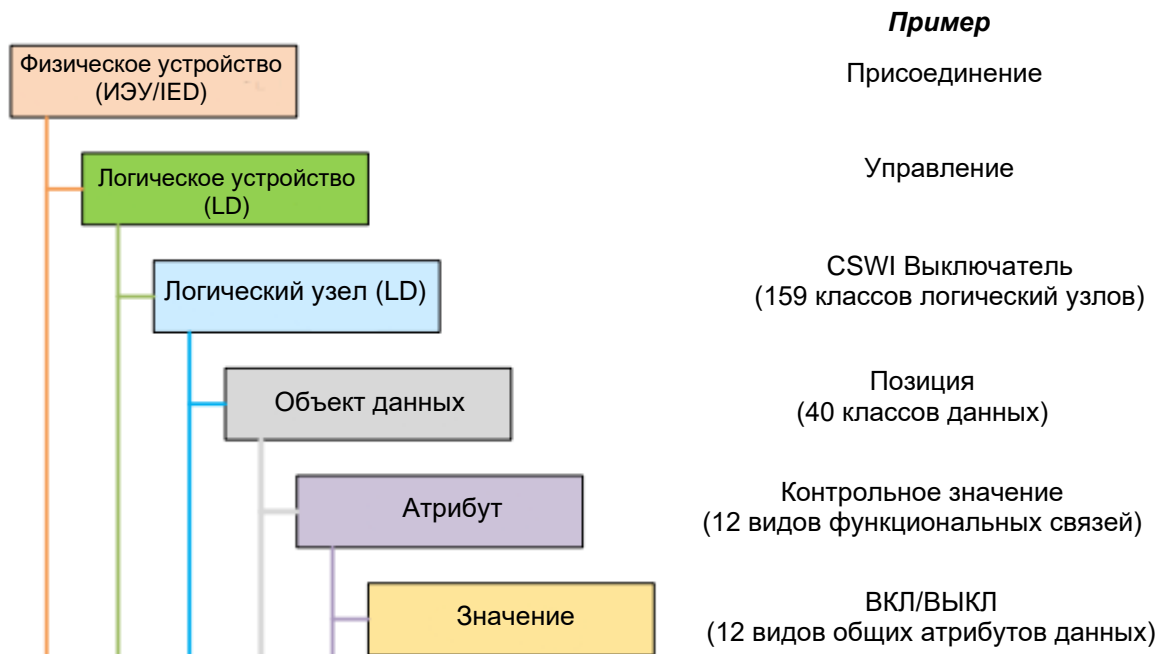 Пример
Физическое устройство
(ИЭУ/IED)
Присоединение
Логическое устройство
(LD)
Управление
Логический узел (LD)
CSWI Выключатель
(159 классов логический узлов)
Объект данных
Позиция
(40 классов данных)
Атрибут
Контрольное значение
(12 видов функциональных связей)
Значение
ВКЛ/ВЫКЛ
(12 видов общих атрибутов данных)